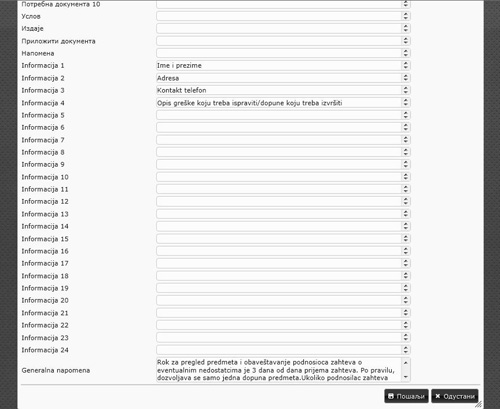 Потребна документа 10
Услов
Издаје
Приложити документа
Напомена
Informacija 1 Ime i prezime
Informacija 2 Adresa
Informacija 3 Kontakt telefon
Informacija 4 Opis greške koju treba ispraviti/dopune koju treba izvršiti
Informacija 5
Informacija 6
Informacija 7
Informacija 8
Informacija 9
Informacija 10
Informacija 11
Informacija 12
Informacija 13
Informacija 14
Informacija 15
Informacija 16
Informacija 17
Informacija 18
Informacija 19
Informacija 20
Informacija 21
Informacija 22
Informacija 23
Informacija 24
Generalna napomena
Rok za pregled predmeta i obaveštavanje podnosioca zahteva o
eventualnim nedostatcima je 3 dana od dana prijema zahteva. Po pravilu,
dozvoljava se samo jedna dopuna predmeta.Ukoliko podnosilac zahteva
Пошаљи Одустани